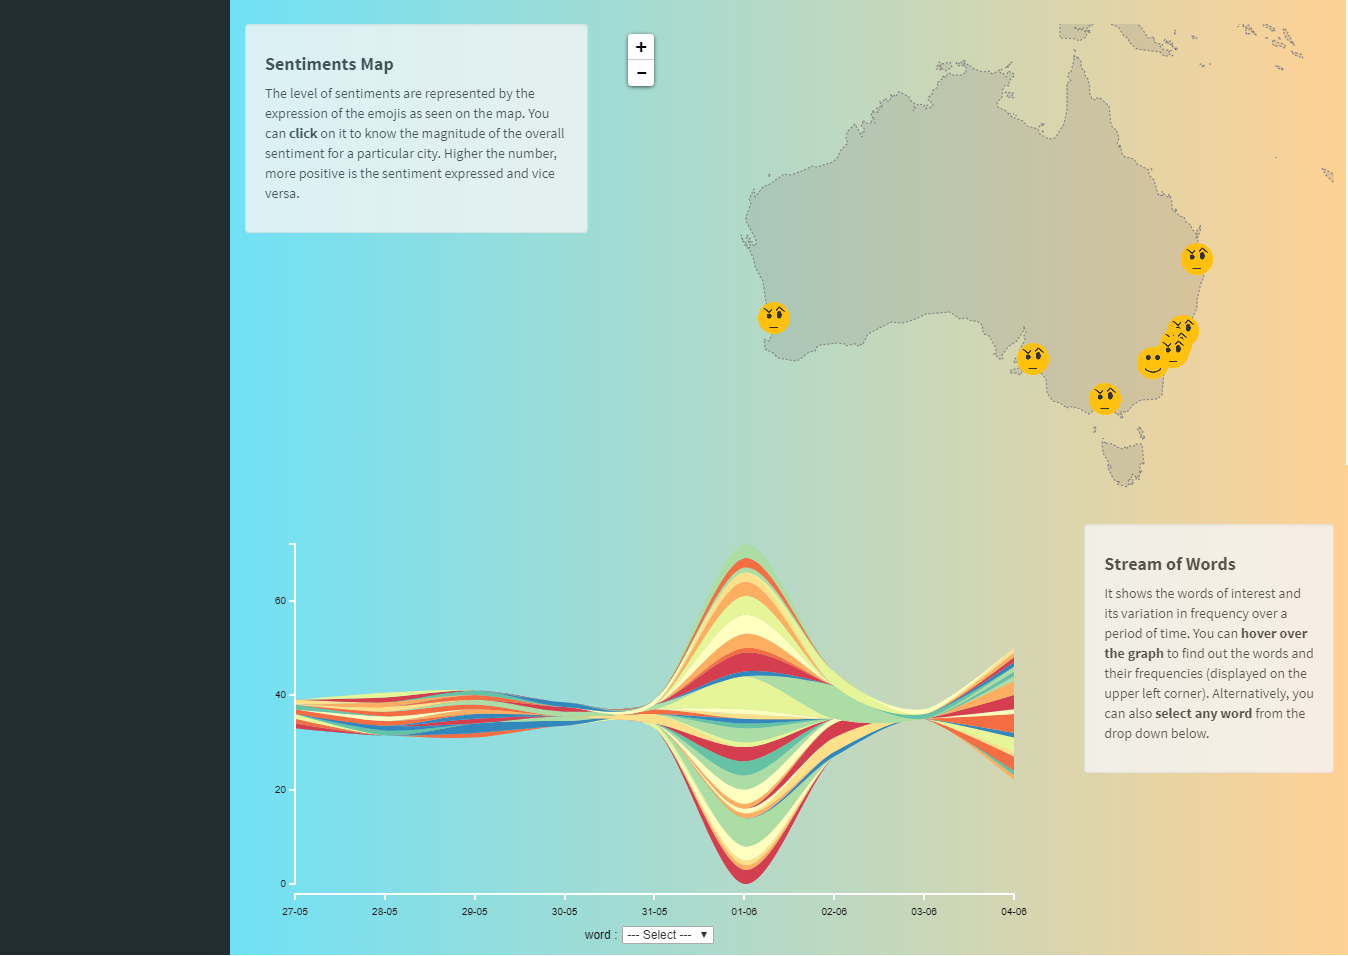 Sentiments Map
The level of sentiments are represented by the
expression of the emojis as seen on the map. You
can click on it to know the magnitude of the overall
sentiment for a particular city. Higher the number,
more positive is the sentiment expressed and vice
versa.
+
−
Stream of Words
It shows the words of interest and
its variation in frequency over a
period of time. You can hover over
the graph to find out the words and
their frequencies (displayed on the
upper left corner). Alternatively, you
can also select any word from the
drop down below.
60
40
20
0
27-05 28-05 29-05 30-05 31-05 01-06 02-06 03-06 04-06
word : --- Select ---